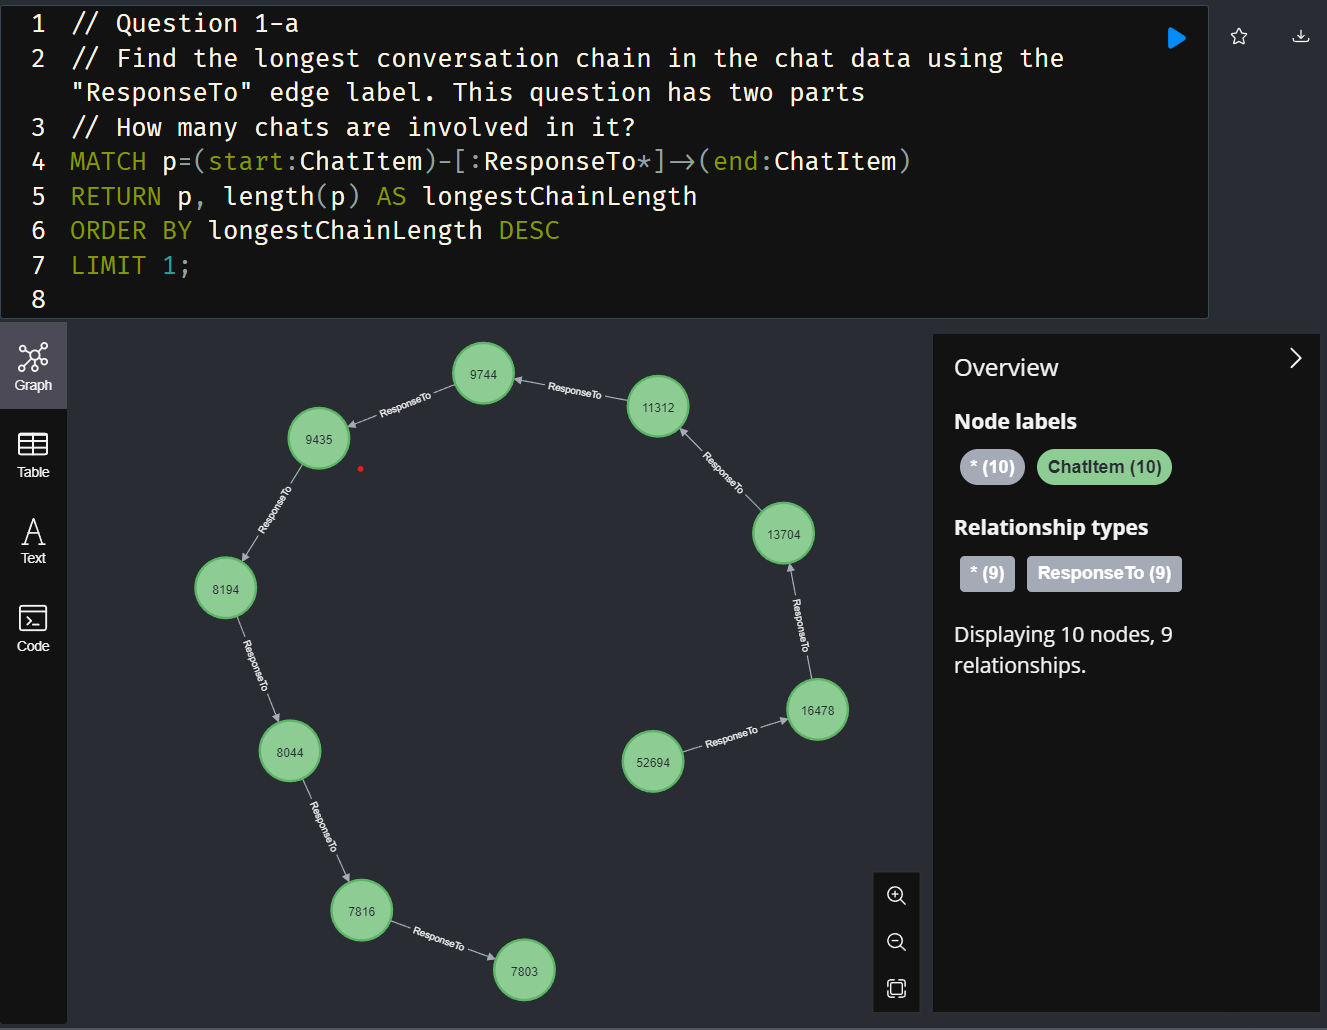 1 // Question 1-a
2 // Find the longest conversation chain in the chat data using the
"ResponseTo" edge label. This question has two parts
3 // How many chats are involved in it?
4 MATCH p=(start:ChatItem)-[:ResponseTo*]->(end:ChatItem)
5 RETURN p, length(p) AS longestChainLength
6 ORDER BY longestChainLength DESC
7 LIMIT 1;
8
Graph
Table
Text
Code
9744
ResponseTo
11312
ResponseTo
9435
ResponseTo
13704
ResponseTo
8194
ResponseTo
16478
ResponseTo
8044
ResponseTo
52694
ResponseTo
7816
ResponseTo
7803
Overview
Node labels
* (10) ChatItem (10)
Relationship types
* (9) ResponseTo (9)
Displaying 10 nodes, 9
relationships.